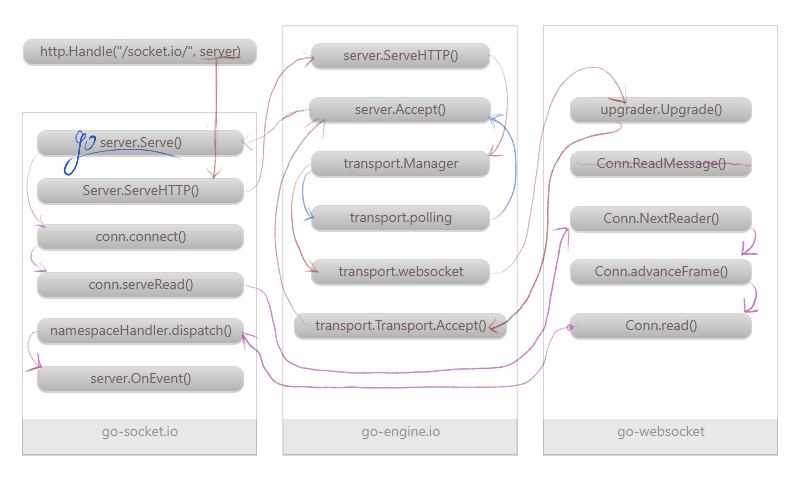 http.Handle("/socket.io/", server)
go server.Serve()
Server.ServeHTTP()
conn.connect()
conn.serveRead()
namespaceHandler.dispatch()
server.OnEvent()
go-socket.io
server.ServeHTTP()
server.Accept()
transport.Manager
transport.polling
transport.websocket
transport.Transport.Accept()
go-engine.io
upgrader.Upgrade()
Conn.ReadMessage()
Conn.NextReader()
Conn.advanceFrame()
Conn.read()
go-websocket